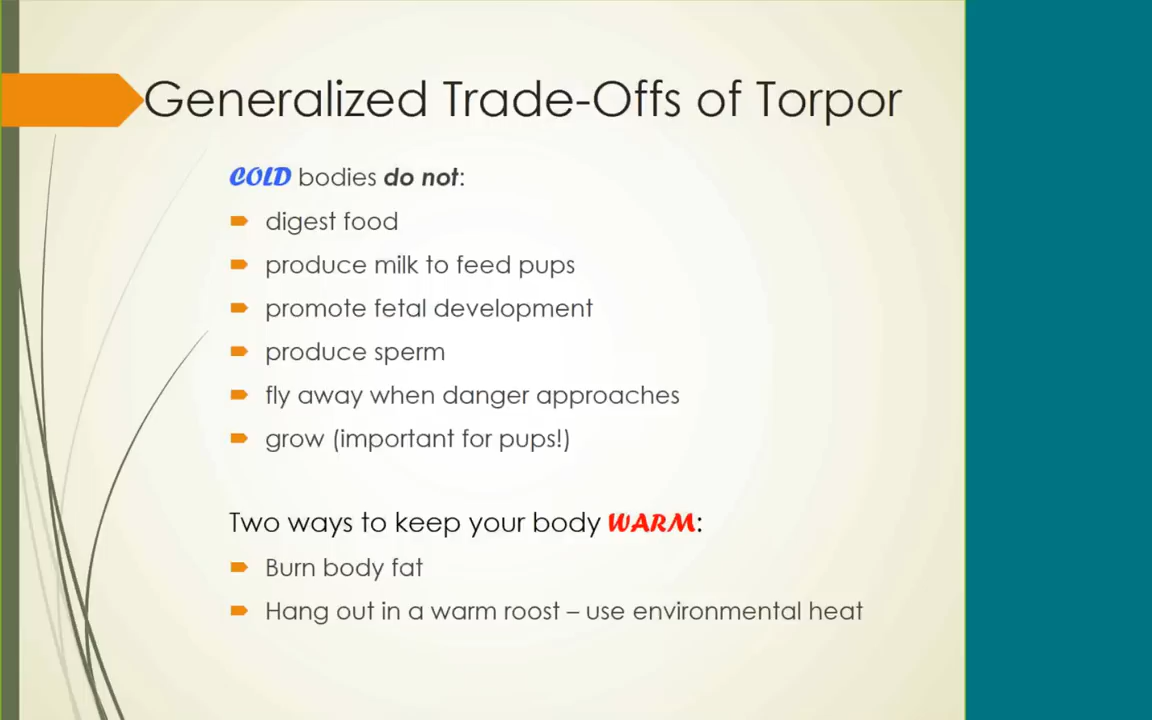 Generalized Trade-Offs of Torpor
COLD bodies do not:
digest food
produce milk to feed pups
promote fetal development
produce sperm
fly away when danger approaches
grow (important for pups!)
Two ways to keep your body WARM:
Burn body fat
Hang out in a warm roost – use environmental heat